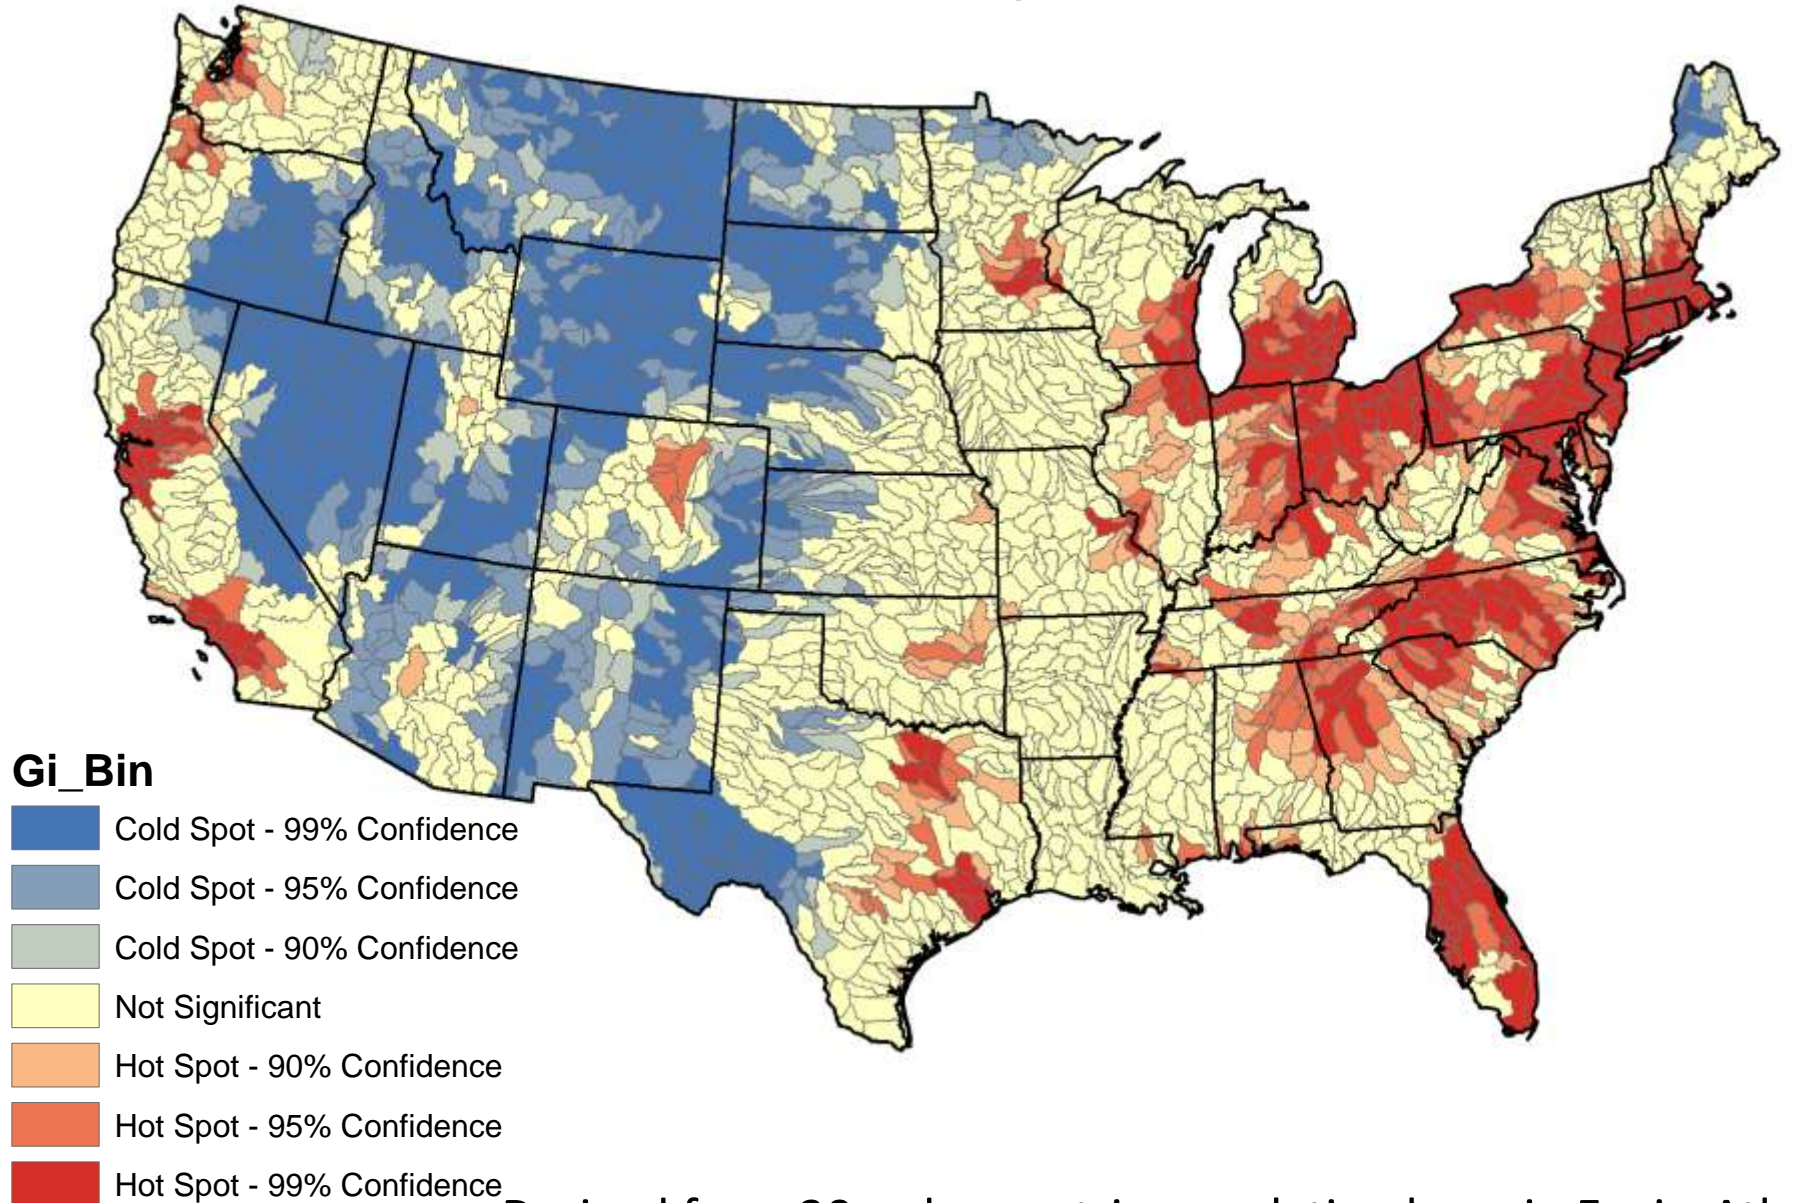 Gi_Bin
Cold Spot - 99% Confidence
Cold Spot - 95% Confidence
Cold Spot - 90% Confidence
Not Significant
Hot Spot - 90% Confidence
Hot Spot - 95% Confidence
Hot Spot - 99% Confidence